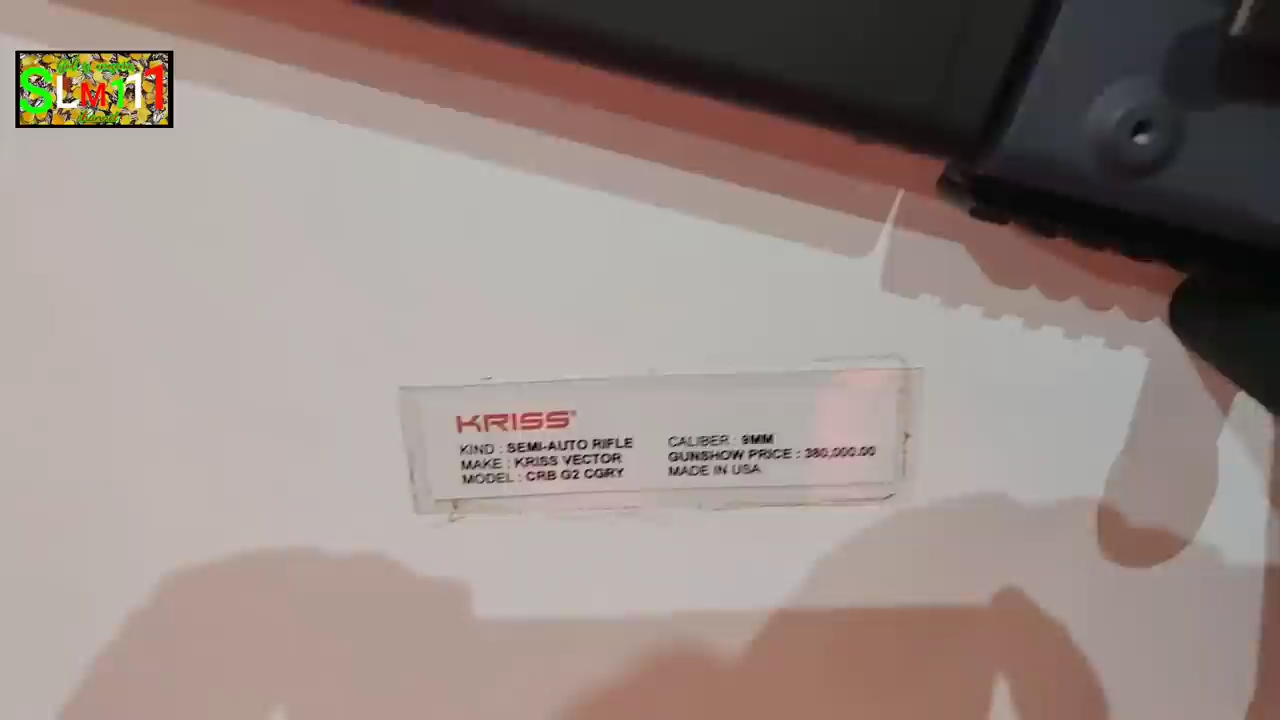 SLM111
KRISS
KIND : SEMI-AUTO RIFLE
MAKE : KRISS VECTOR
MODEL : CRB G2 CGRY
CALIBER : 9MM
GUNSHOW PRICE : 380,000.00
MADE IN USA